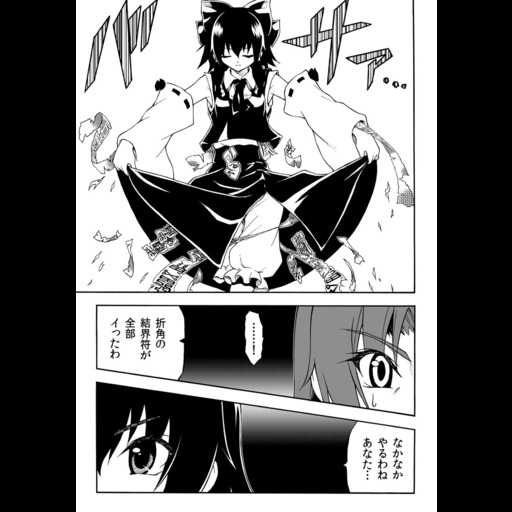 バッ
ザァ…
……！
折角の
結界符が
全部
イったわ
なかなか
やるわね
あなた…